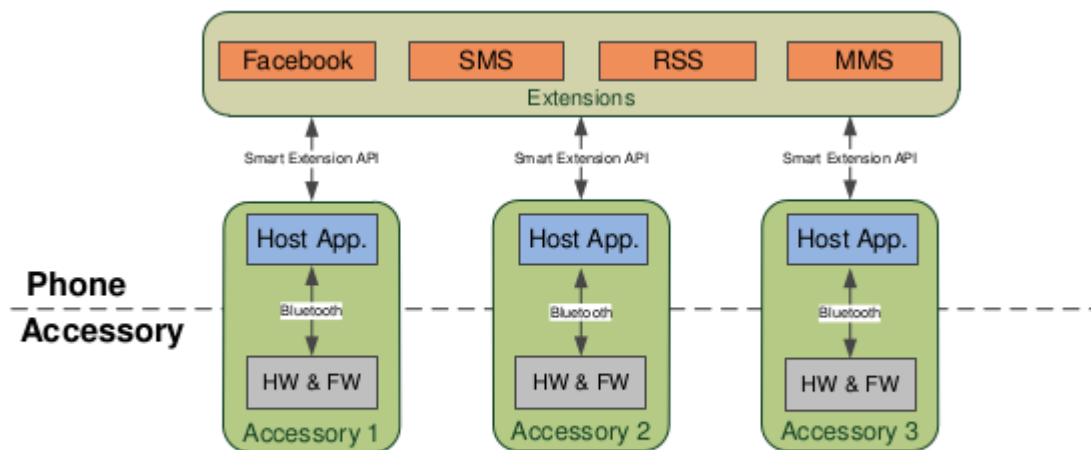 Facebook SMS RSS MMS
Extensions
Smart Extension API Smart Extension API Smart Extension API
Host App. Host App. Host App.
Phone
Bluetooth Bluetooth Bluetooth
Accessory
HW & FW HW & FW HW & FW
Accessory 1 Accessory 2 Accessory 3